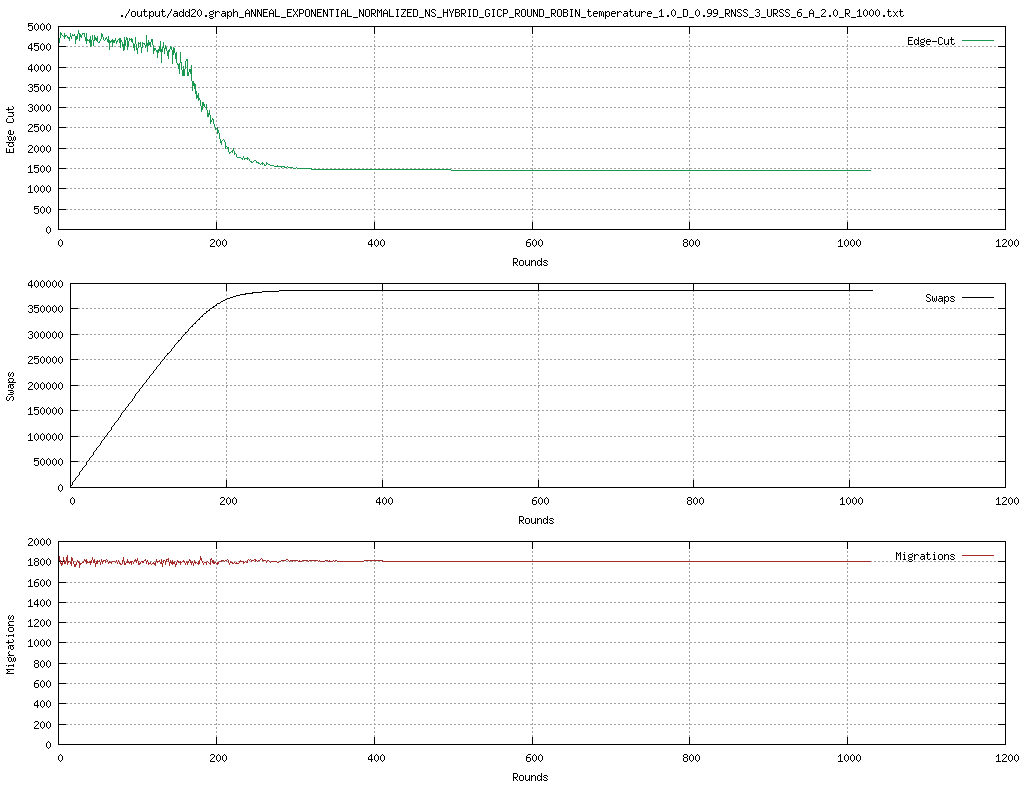 ./output/add20.graph_ANNEAL_EXPONENTIAL_NORMALIZED_NS_HYBRID_GICP_ROUND_ROBIN_temperature_1.0_D_0.99_RNSS_3_URSS_6_A_2.0_R_1000.txt
5000
4500
4000
3500
3000
2500
2000
1500
1000
500
0
Edge Cut
Edge-Cut
0 200 400 600 800 1000 1200
Rounds
400000
350000
300000
250000
200000
150000
100000
50000
0
Swaps
Swaps
0 200 400 600 800 1000 1200
Rounds
2000
1800
1600
1400
1200
1000
800
600
400
200
0
Migrations
Migrations
0 200 400 600 800 1000 1200
Rounds